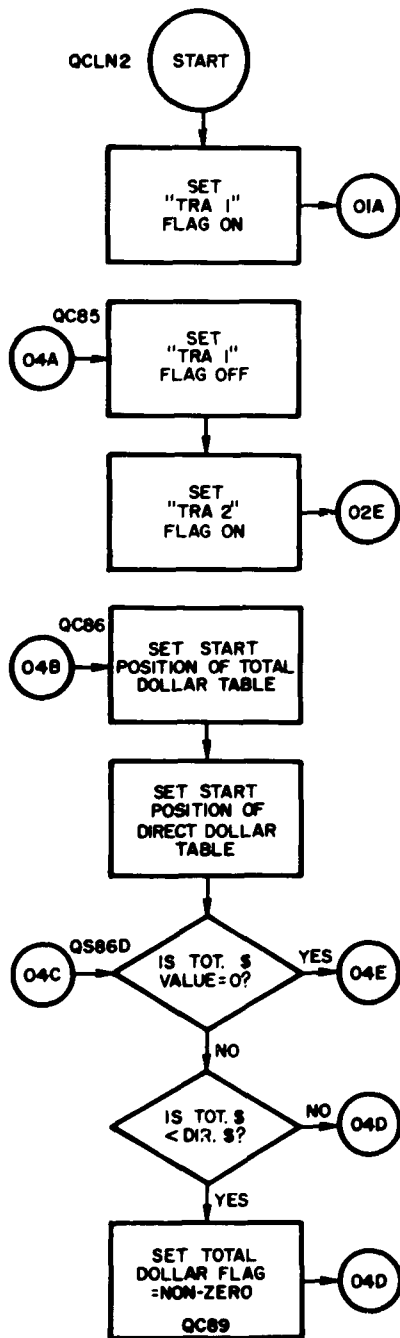 QCLN2
START
SET
"TRA 1"
FLAG ON
01A
QC85
04A
SET
"TRA 1"
FLAG OFF
SET
"TRA 2"
FLAG ON
02E
QC86
04B
SET START
POSITION OF TOTAL
DOLLAR TABLE
SET START
POSITION OF
DIRECT DOLLAR
TABLE
QS86D
04C
IS TOT. $
VALUE=0?
YES
04E
NO
IS TOT. $
< DIR. $?
NO
04D
YES
SET TOTAL
DOLLAR FLAG
=NON-ZERO
QC89
04D